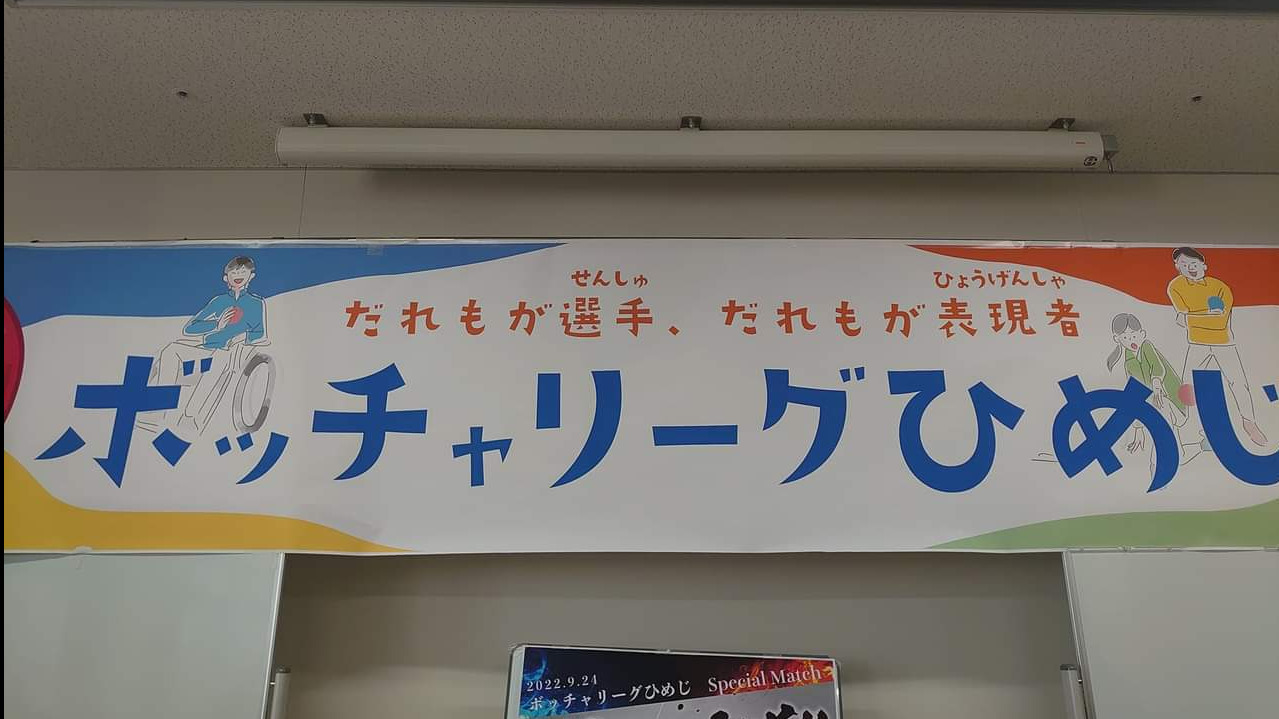 せんしゅ ひょうげんしゃ
だれもが選手、だれもが表現者
ボッチャリーグひめじ
2022.9.24
ボッチャリーグひめじ Special Match